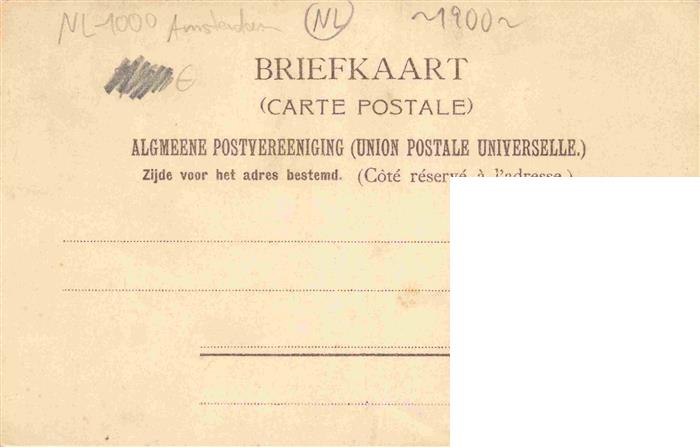 NL-1000 Amsterdam NL ~1900~
€
BRIEFKAART
(CARTE POSTALE)
ALGMEENE POSTVEREENIGING (UNION POSTALE UNIVERSELLE.)
Zijde voor het adres bestemd. (Côté réservé à l'adresse.)